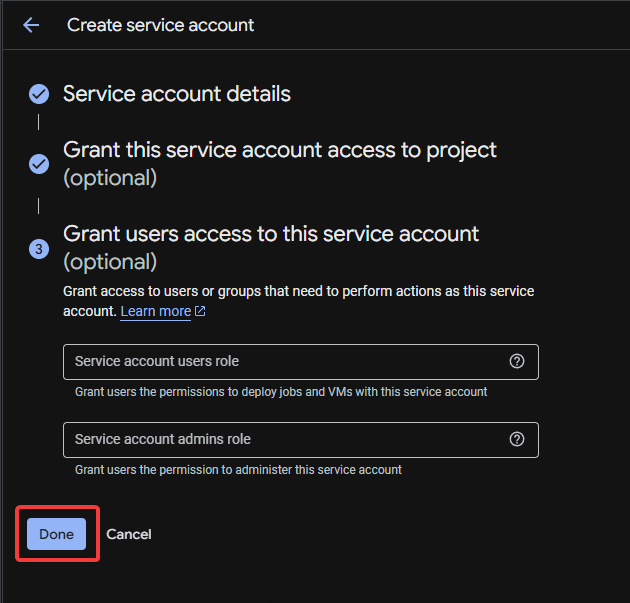 Create service account
Service account details
Grant this service account access to project
(optional)
3
Grant users access to this service account
(optional)
Grant access to users or groups that need to perform actions as this service
account. Learn more
Service account users role
Grant users the permissions to deploy jobs and VMs with this service account
Service account admins role
Grant users the permission to administer this service account
Done Cancel